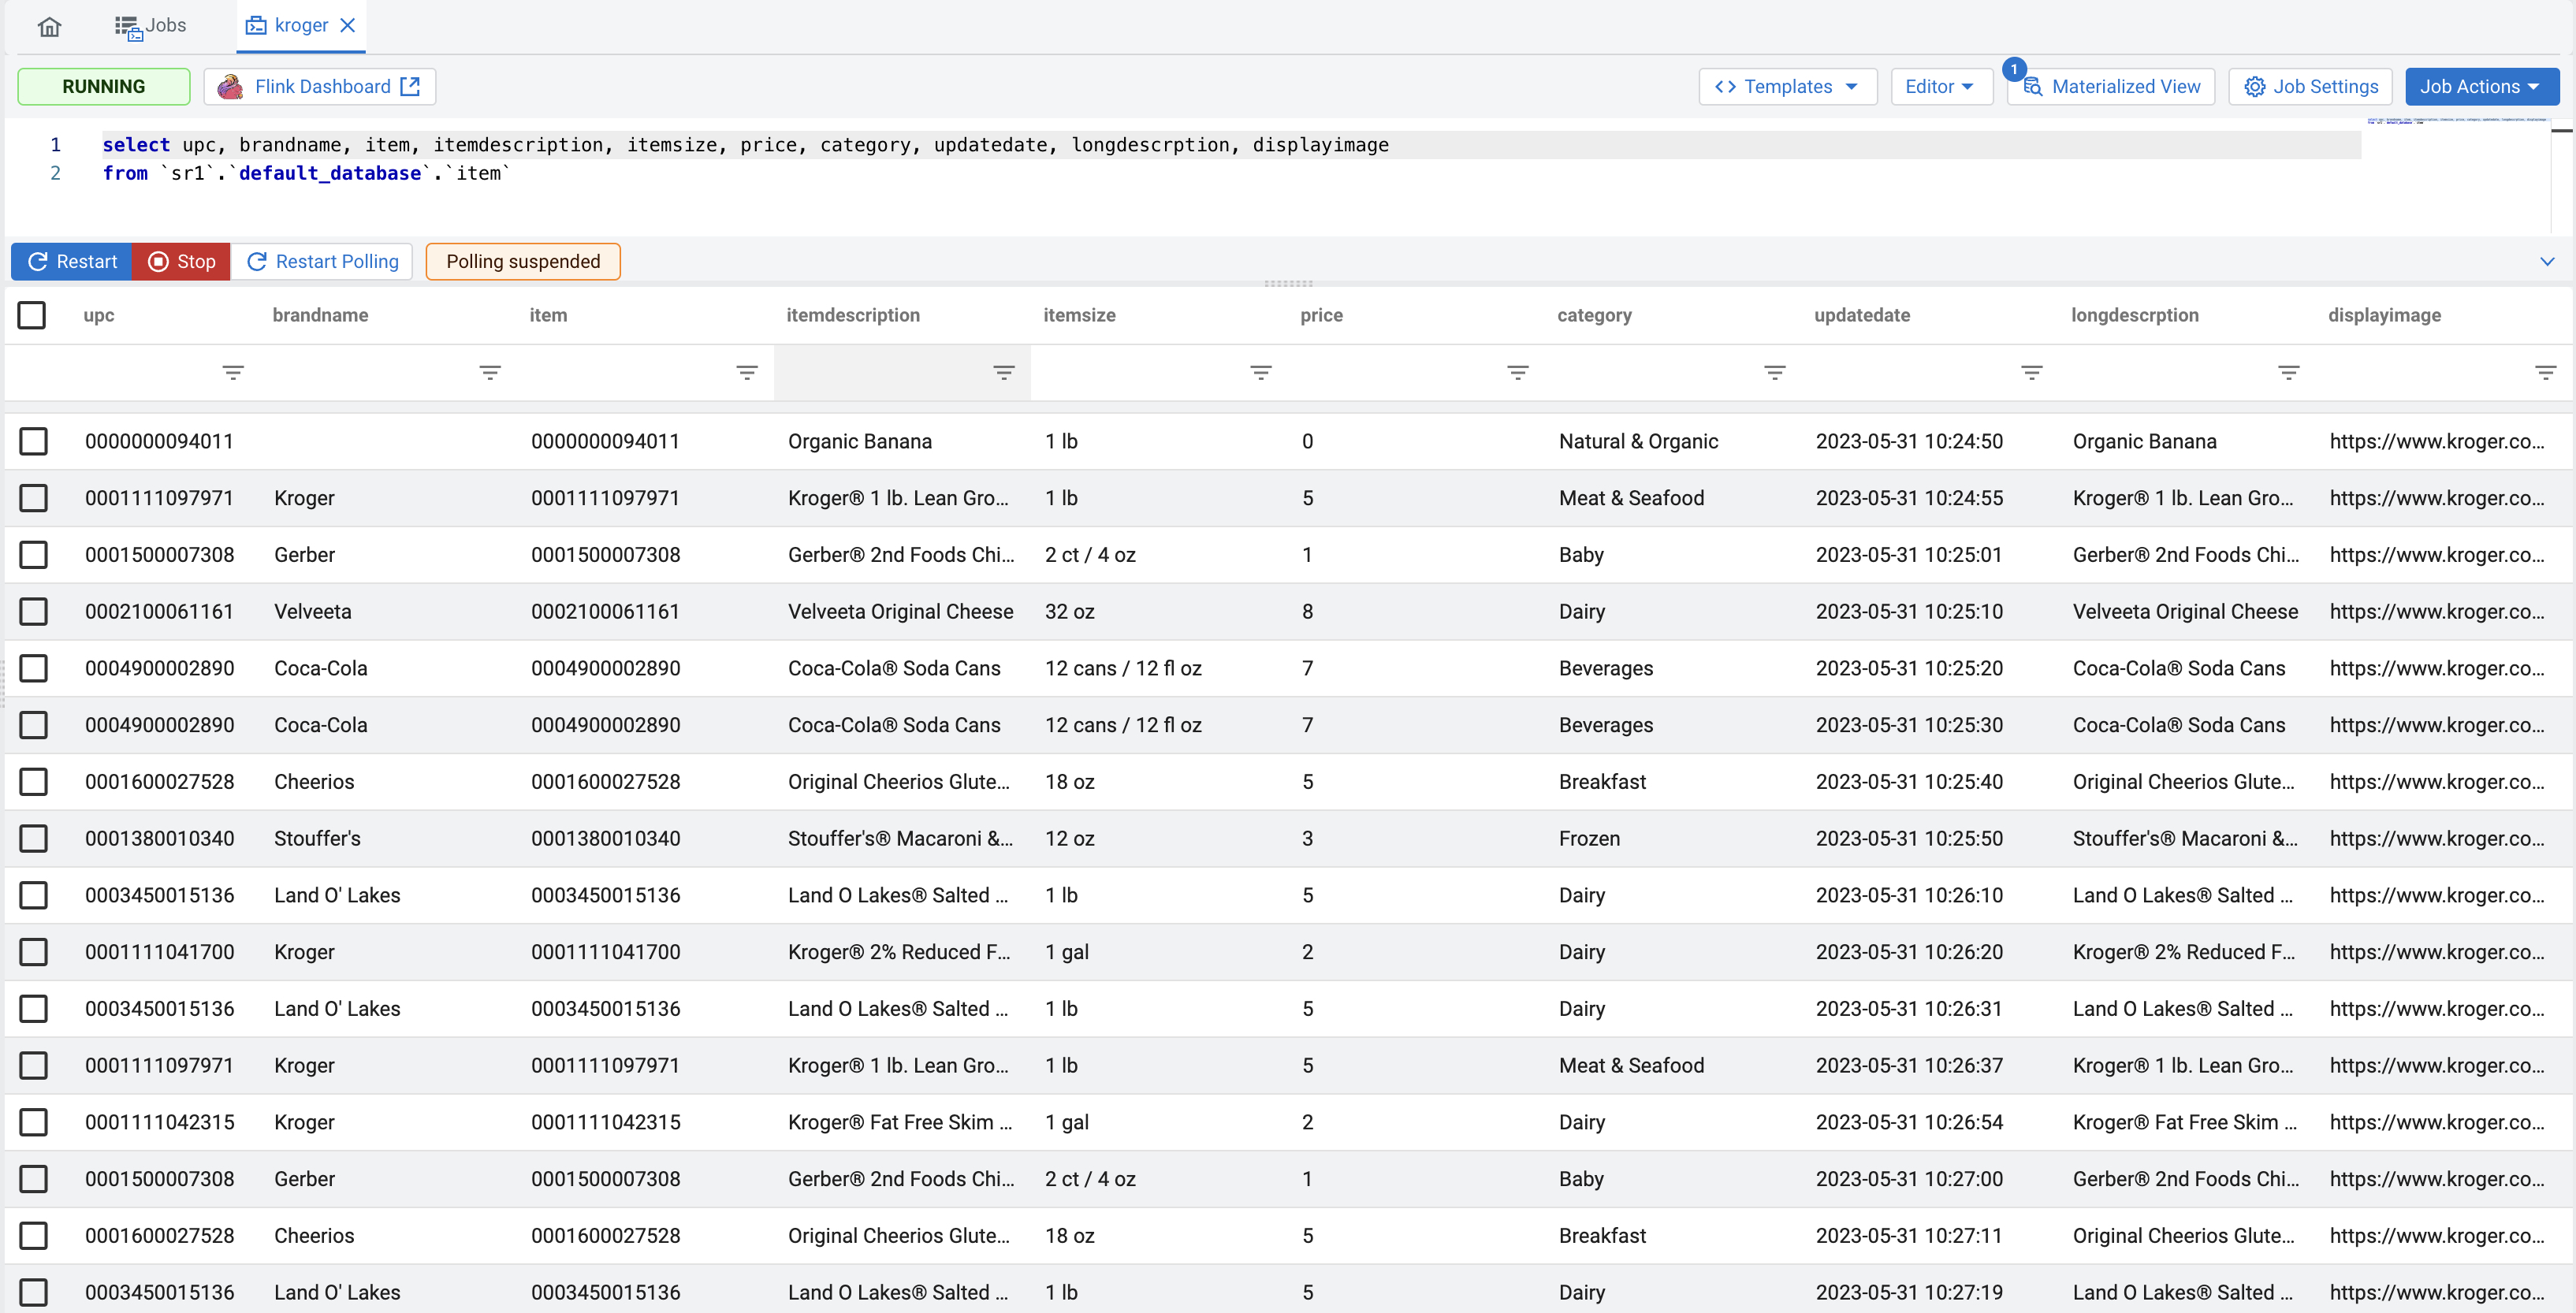 Jobs kroger
RUNNING Flink Dashboard Templates Editor 1 Materialized View Job Settings Job Actions
1 select upc, brandname, item, itemdescription, itemsize, price, category, updatedate, longdescrption, displayimage
2 from `sr1`.`default_database`.`item`
Restart Stop Restart Polling Polling suspended
upc brandname item itemdescription itemsize price category updatedate longdescrption displayimage
0000000094011 0000000094011 Organic Banana 1 lb 0 Natural & Organic 2023-05-31 10:24:50 Organic Banana https://www.kroger.co...
0001111097971 Kroger 0001111097971 Kroger® 1 lb. Lean Gro... 1 lb 5 Meat & Seafood 2023-05-31 10:24:55 Kroger® 1 lb. Lean Gro... https://www.kroger.co...
0001500007308 Gerber 0001500007308 Gerber® 2nd Foods Chi... 2 ct / 4 oz 1 Baby 2023-05-31 10:25:01 Gerber® 2nd Foods Chi... https://www.kroger.co...
0002100061161 Velveeta 0002100061161 Velveeta Original Cheese 32 oz 8 Dairy 2023-05-31 10:25:10 Velveeta Original Cheese https://www.kroger.co...
0004900002890 Coca-Cola 0004900002890 Coca-Cola® Soda Cans 12 cans / 12 fl oz 7 Beverages 2023-05-31 10:25:20 Coca-Cola® Soda Cans https://www.kroger.co...
0004900002890 Coca-Cola 0004900002890 Coca-Cola® Soda Cans 12 cans / 12 fl oz 7 Beverages 2023-05-31 10:25:30 Coca-Cola® Soda Cans https://www.kroger.co...
0001600027528 Cheerios 0001600027528 Original Cheerios Glute... 18 oz 5 Breakfast 2023-05-31 10:25:40 Original Cheerios Glute... https://www.kroger.co...
0001380010340 Stouffer's 0001380010340 Stouffer's® Macaroni &... 12 oz 3 Frozen 2023-05-31 10:25:50 Stouffer's® Macaroni &... https://www.kroger.co...
0003450015136 Land O' Lakes 0003450015136 Land O Lakes® Salted ... 1 lb 5 Dairy 2023-05-31 10:26:10 Land O Lakes® Salted ... https://www.kroger.co...
0001111041700 Kroger 0001111041700 Kroger® 2% Reduced F... 1 gal 2 Dairy 2023-05-31 10:26:20 Kroger® 2% Reduced F... https://www.kroger.co...
0003450015136 Land O' Lakes 0003450015136 Land O Lakes® Salted ... 1 lb 5 Dairy 2023-05-31 10:26:31 Land O Lakes® Salted ... https://www.kroger.co...
0001111097971 Kroger 0001111097971 Kroger® 1 lb. Lean Gro... 1 lb 5 Meat & Seafood 2023-05-31 10:26:37 Kroger® 1 lb. Lean Gro... https://www.kroger.co...
0001111042315 Kroger 0001111042315 Kroger® Fat Free Skim ... 1 gal 2 Dairy 2023-05-31 10:26:54 Kroger® Fat Free Skim ... https://www.kroger.co...
0001500007308 Gerber 0001500007308 Gerber® 2nd Foods Chi... 2 ct / 4 oz 1 Baby 2023-05-31 10:27:00 Gerber® 2nd Foods Chi... https://www.kroger.co...
0001600027528 Cheerios 0001600027528 Original Cheerios Glute... 18 oz 5 Breakfast 2023-05-31 10:27:11 Original Cheerios Glute... https://www.kroger.co...
0003450015136 Land O' Lakes 0003450015136 Land O Lakes® Salted ... 1 lb 5 Dairy 2023-05-31 10:27:19 Land O Lakes® Salted ... https://www.kroger.co...